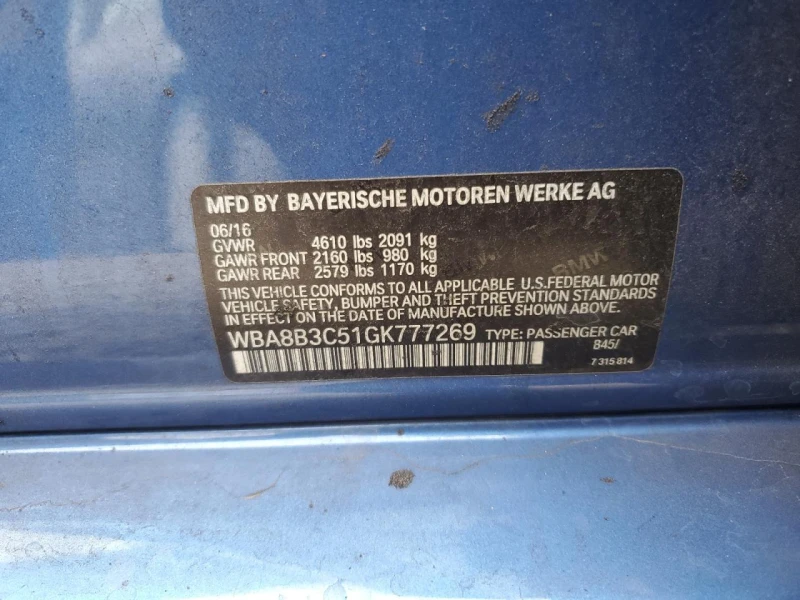 MFD BY BAYERISCHE MOTOREN WERKE AG
06/16
GVWR 4610 lbs 2091 kg
GAWR FRONT 2160 lbs 980 kg
GAWR REAR 2579 lbs 1170 kg
THIS VEHICLE CONFORMS TO ALL APPLICABLE U.S.FEDERAL MOTOR
VEHICLE SAFETY, BUMPER AND THEFT PREVENTION STANDARDS
IN EFFECT ON THE DATE OF MANUFACTURE SHOWN ABOVE.
WBA8B3C51GK777269 TYPE: PASSENGER CAR
845/
7 315 814
BMW